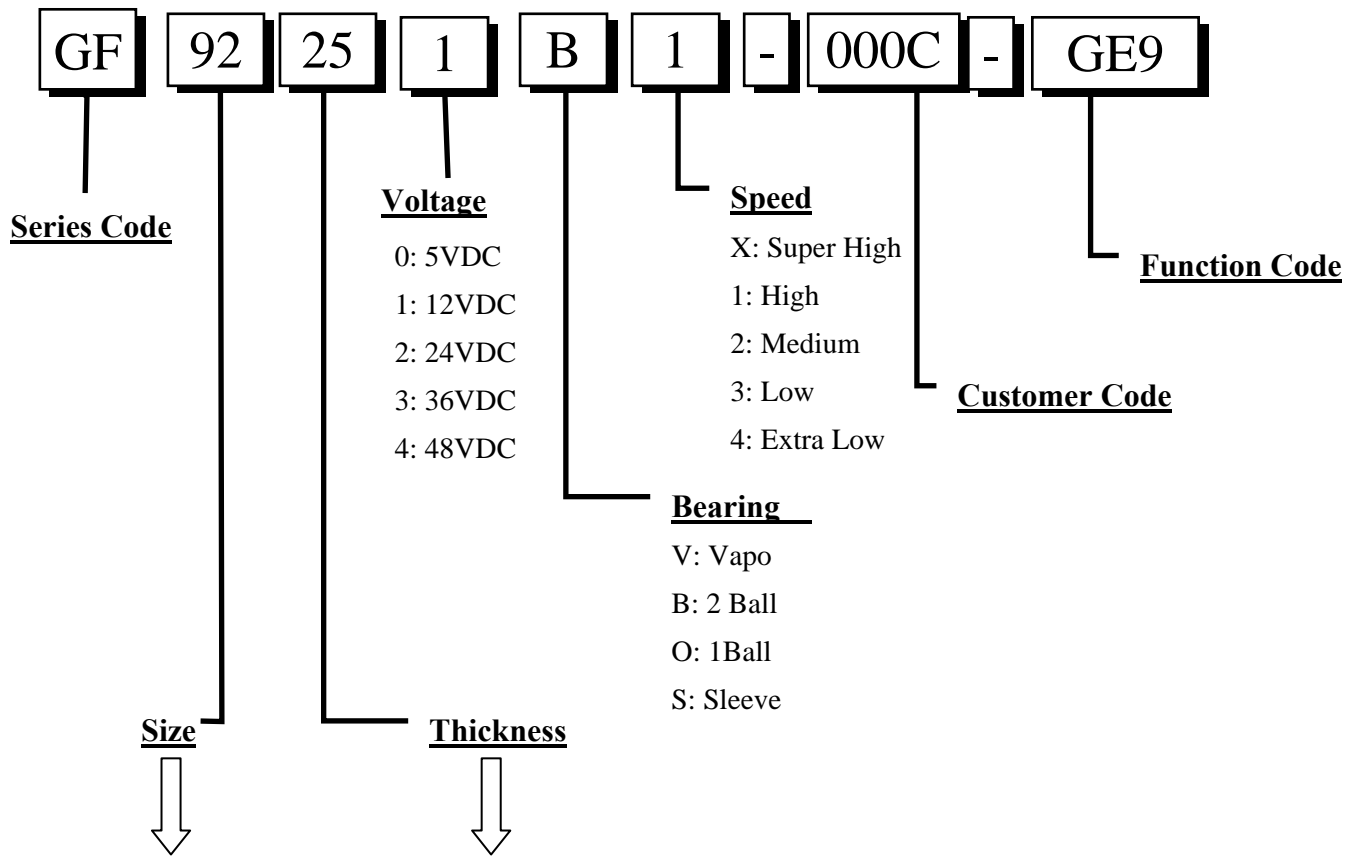 GF 92 25 1 B 1 - 000C - GE9
Series Code
Voltage
0: 5VDC
1: 12VDC
2: 24VDC
3: 36VDC
4: 48VDC
Speed
X: Super High
1: High
2: Medium
3: Low
4: Extra Low
Function Code
Customer Code
Bearing
V: Vapo
B: 2 Ball
O: 1Ball
S: Sleeve
Size
Thickness